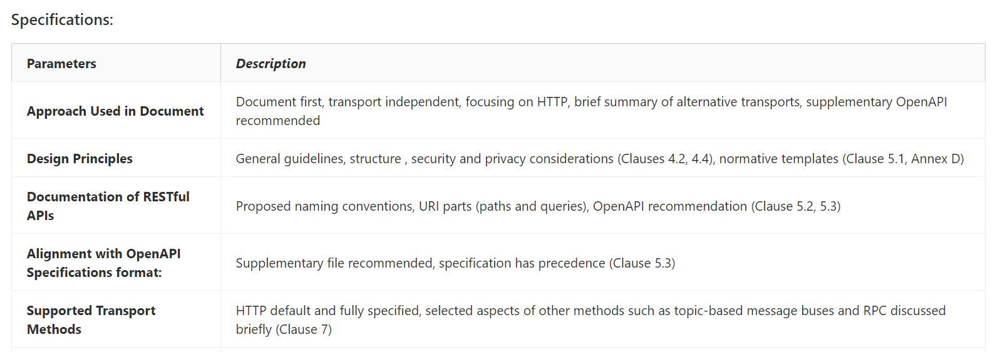 Specifications:
Parameters
Description
Approach Used in Document
Document first, transport independent, focusing on HTTP, brief summary of alternative transports, supplementary OpenAPI
recommended
Design Principles
General guidelines, structure , security and privacy considerations (Clauses 4.2, 4.4), normative templates (Clause 5.1, Annex D)
Documentation of RESTful
APIs
Proposed naming conventions, URI parts (paths and queries), OpenAPI recommendation (Clause 5.2, 5.3)
Alignment with OpenAPI
Specifications format:
Supplementary file recommended, specification has precedence (Clause 5.3)
Supported Transport
Methods
HTTP default and fully specified, selected aspects of other methods such as topic-based message buses and RPC discussed
briefly (Clause 7)